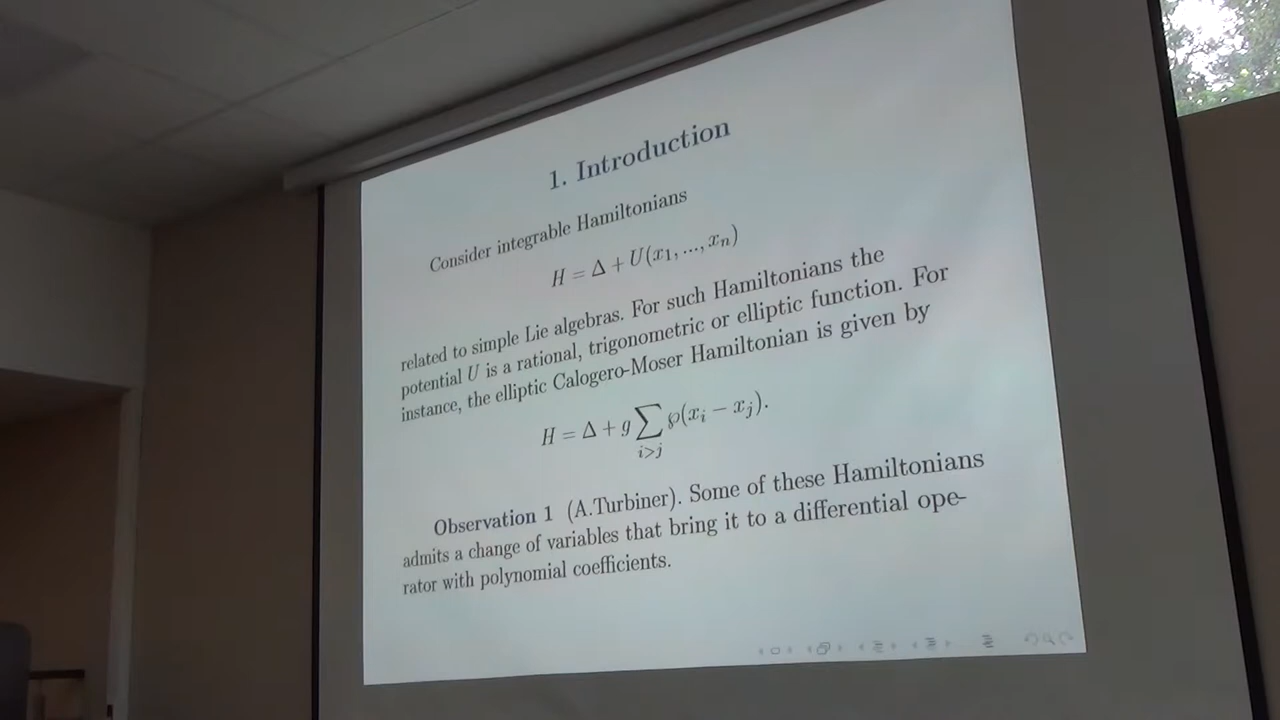 1. Introduction
Consider integrable Hamiltonians
H = Δ + U(x₁, ..., xₙ)
related to simple Lie algebras. For such Hamiltonians the
potential U is a rational, trigonometric or elliptic function. For
instance, the elliptic Calogero-Moser Hamiltonian is given by
H = Δ + g ∑ ℘(xᵢ − xⱼ).
i>j
Observation 1 (A.Turbiner). Some of these Hamiltonians
admits a change of variables that bring it to a differential ope-
rator with polynomial coefficients.